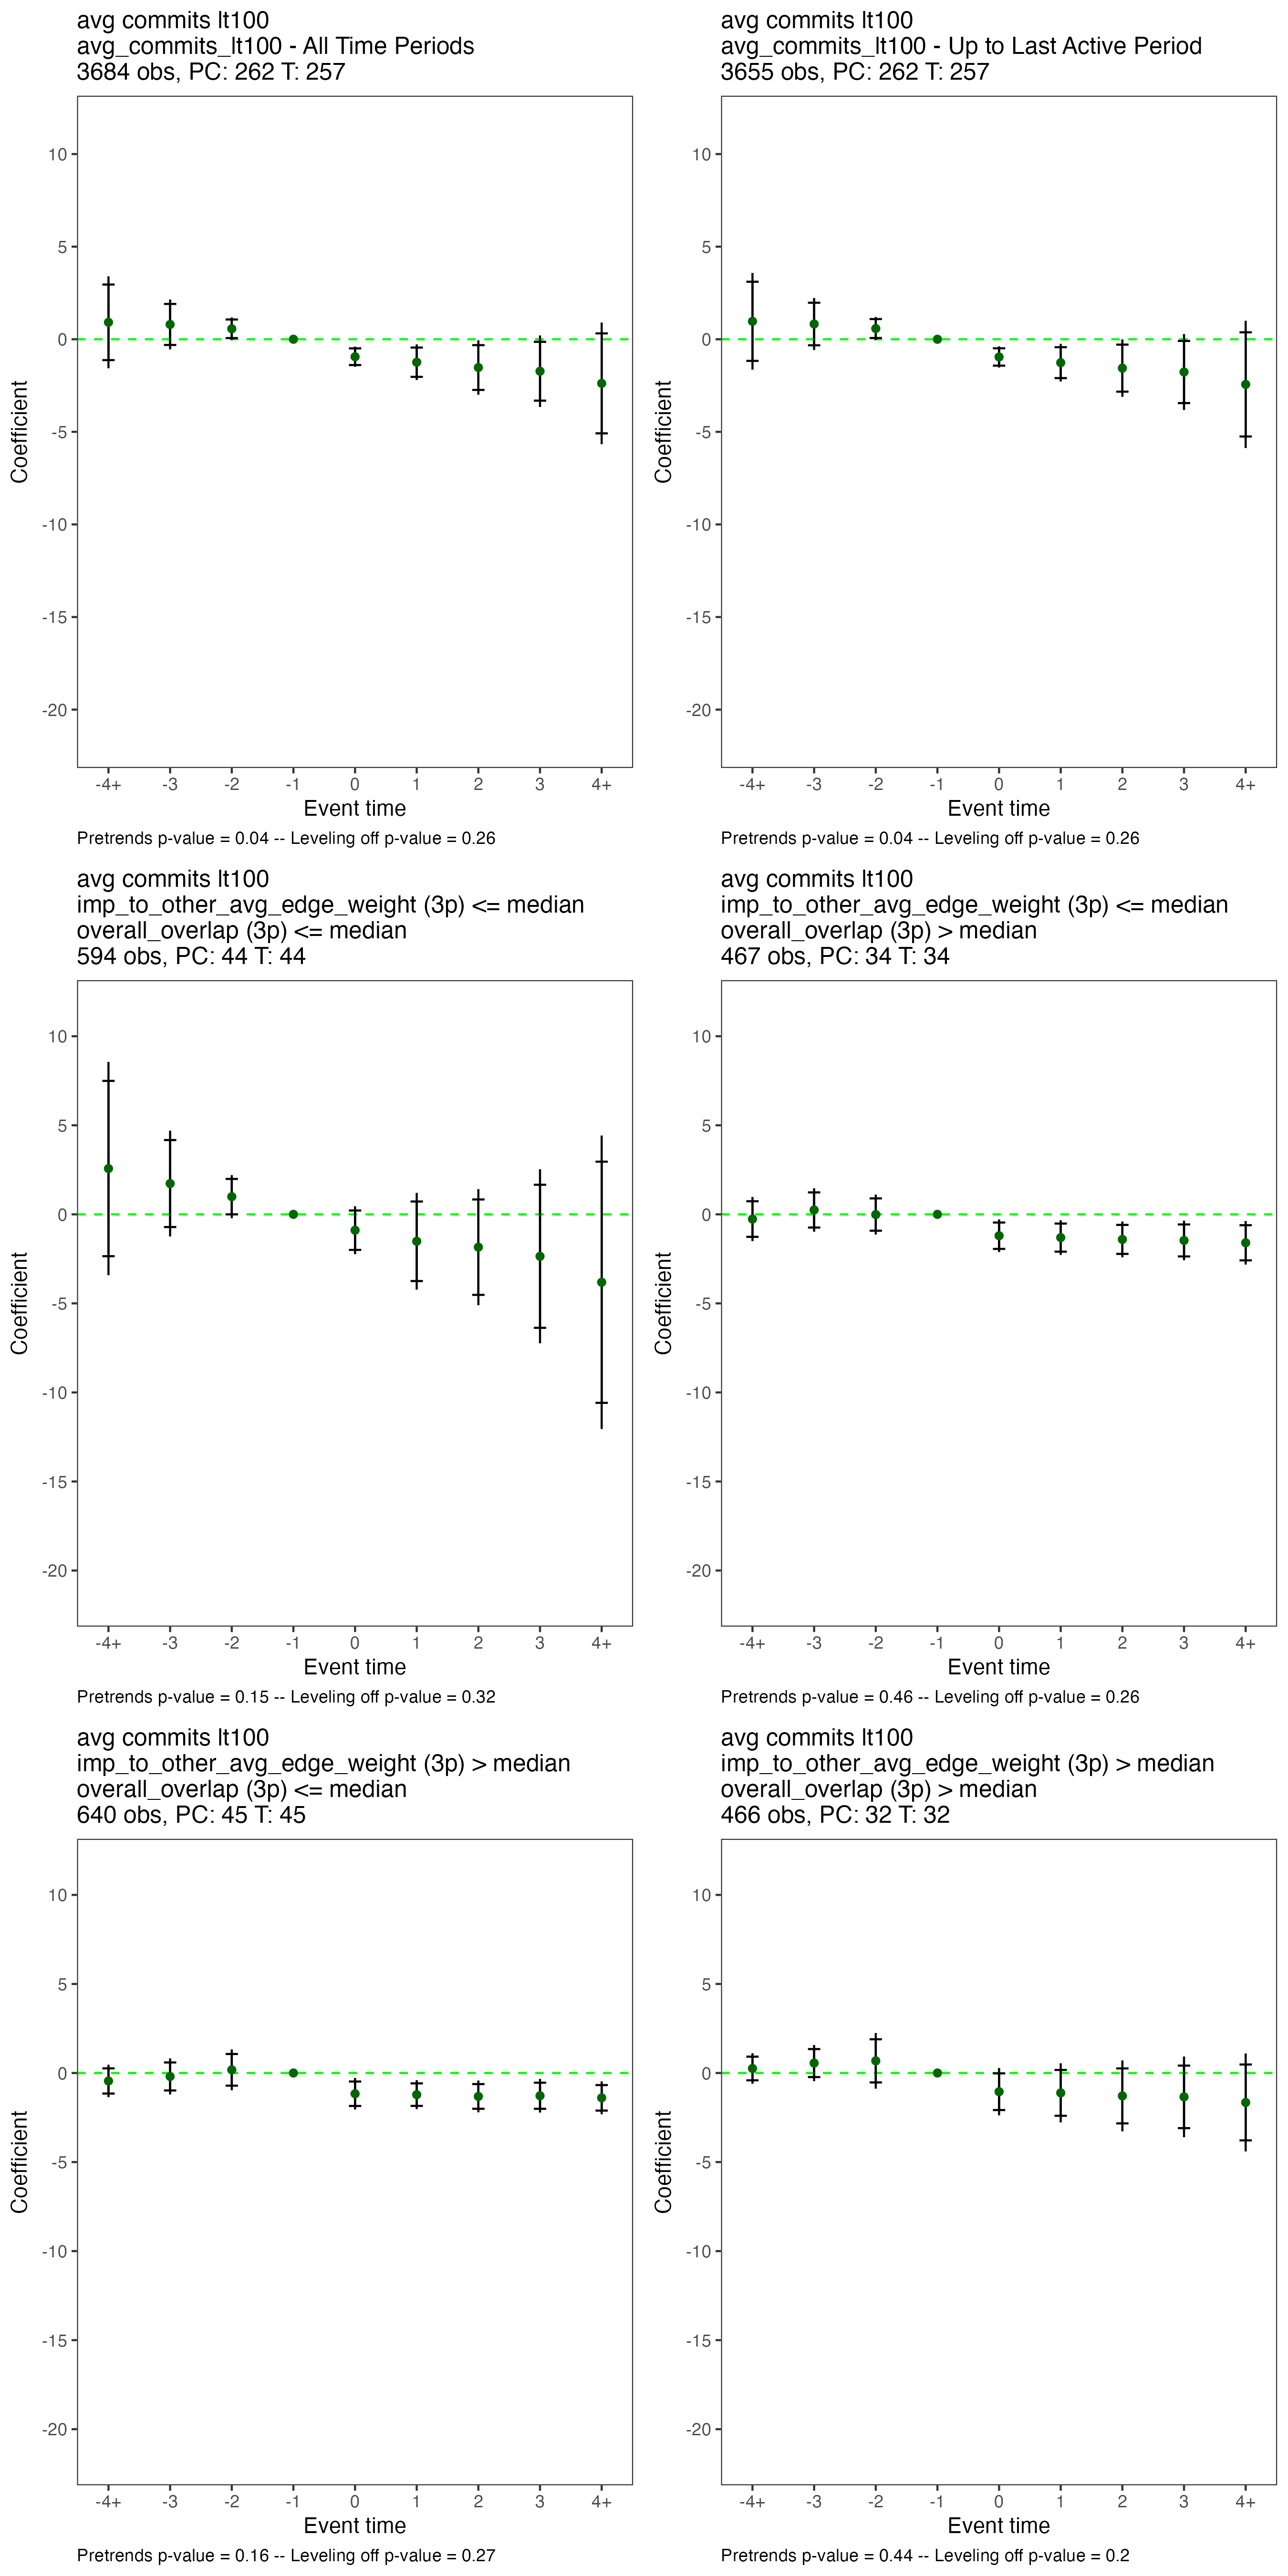 avg commits lt100
avg_commits_lt100 - All Time Periods
3684 obs, PC: 262 T: 257
10
5
0
-5
-10
-15
-20
Coefficient
-4+ -3 -2 -1 0 1 2 3 4+
Event time
Pretrends p-value = 0.04 -- Leveling off p-value = 0.26
avg commits lt100
avg_commits_lt100 - Up to Last Active Period
3655 obs, PC: 262 T: 257
10
5
0
-5
-10
-15
-20
Coefficient
-4+ -3 -2 -1 0 1 2 3 4+
Event time
Pretrends p-value = 0.04 -- Leveling off p-value = 0.26
avg commits lt100
imp_to_other_avg_edge_weight (3p) <= median
overall_overlap (3p) <= median
594 obs, PC: 44 T: 44
10
5
0
-5
-10
-15
-20
Coefficient
-4+ -3 -2 -1 0 1 2 3 4+
Event time
Pretrends p-value = 0.15 -- Leveling off p-value = 0.32
avg commits lt100
imp_to_other_avg_edge_weight (3p) <= median
overall_overlap (3p) > median
467 obs, PC: 34 T: 34
10
5
0
-5
-10
-15
-20
Coefficient
-4+ -3 -2 -1 0 1 2 3 4+
Event time
Pretrends p-value = 0.46 -- Leveling off p-value = 0.26
avg commits lt100
imp_to_other_avg_edge_weight (3p) > median
overall_overlap (3p) <= median
640 obs, PC: 45 T: 45
10
5
0
-5
-10
-15
-20
Coefficient
-4+ -3 -2 -1 0 1 2 3 4+
Event time
Pretrends p-value = 0.16 -- Leveling off p-value = 0.27
avg commits lt100
imp_to_other_avg_edge_weight (3p) > median
overall_overlap (3p) > median
466 obs, PC: 32 T: 32
10
5
0
-5
-10
-15
-20
Coefficient
-4+ -3 -2 -1 0 1 2 3 4+
Event time
Pretrends p-value = 0.44 -- Leveling off p-value = 0.2